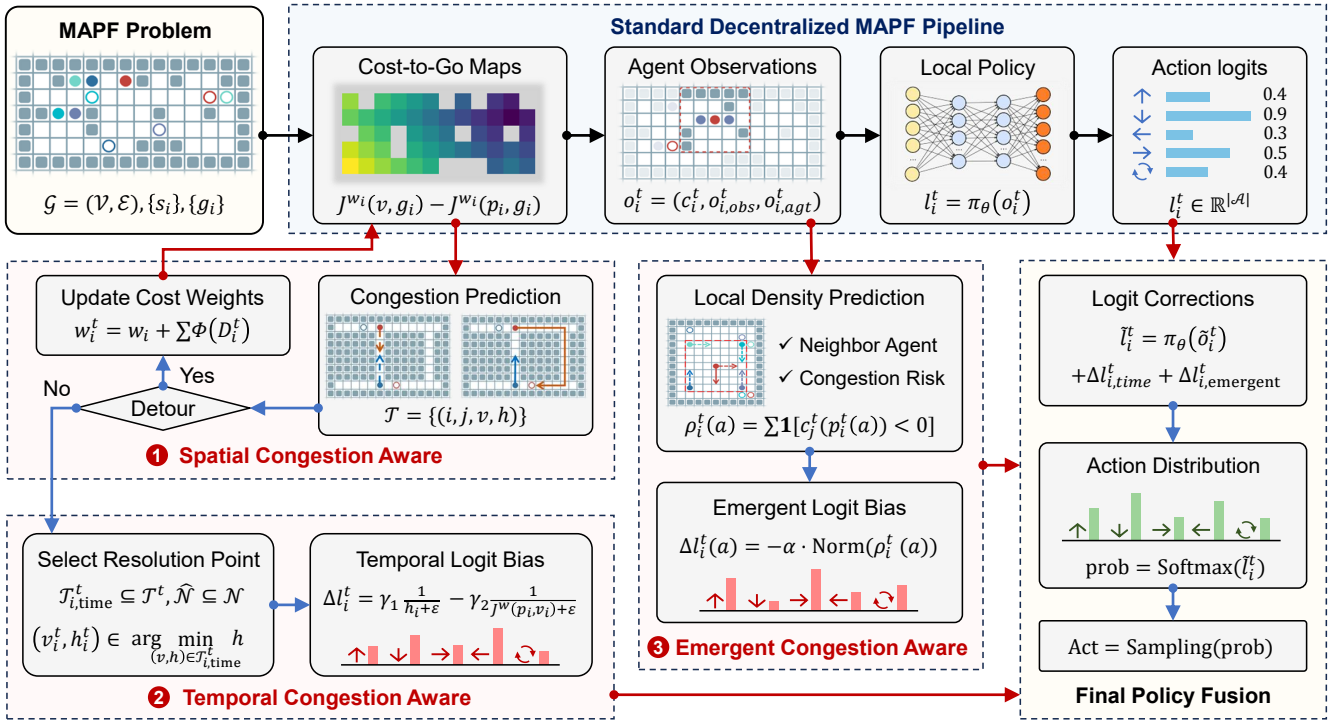 MAPF Problem
𝒢 = (𝒱, ℰ), {s_i}, {g_i}
Standard Decentralized MAPF Pipeline
Cost-to-Go Maps
J^{w_i}(v, g_i) − J^{w_i}(p_i, g_i)
Agent Observations
o_i^t = (c_i^t, o_{i,obs}^t, o_{i,agt}^t)
Local Policy
...
...
...
...
l_i^t = π_θ(o_i^t)
Action logits
0.4
0.9
0.3
0.5
0.4
l_i^t ∈ ℝ^{|𝒜|}
Update Cost Weights
w_i^t = w_i + ∑Φ(D_i^t)
No
Yes
Detour
Congestion Prediction
𝒯 = {(i, j, v, h)}
1 Spatial Congestion Aware
Select Resolution Point
𝒯_{i,time}^t ⊆ 𝒯^t, 𝒩̂ ⊆ 𝒩
(v_i^t, h_i^t) ∈ arg min_{(v,h)∈𝒯_{i,time}^t} h
Temporal Logit Bias
Δl_i^t = γ_1 1/(h_i+ε) − γ_2 1/(J^W(p_i,v_i)+ε)
2 Temporal Congestion Aware
Local Density Prediction
✓ Neighbor Agent
✓ Congestion Risk
ρ_i^t(a) = ∑𝟏[c_j^t(p_i^t(a)) < 0]
Emergent Logit Bias
Δl_i^t(a) = −α · Norm(ρ_i^t (a))
3 Emergent Congestion Aware
Logit Corrections
l̃_i^t = π_θ(õ_i^t)
+Δl_{i,time}^t + Δl_{i,emergent}^t
Action Distribution
prob = Softmax(l̃_i^t)
Act = Sampling(prob)
Final Policy Fusion